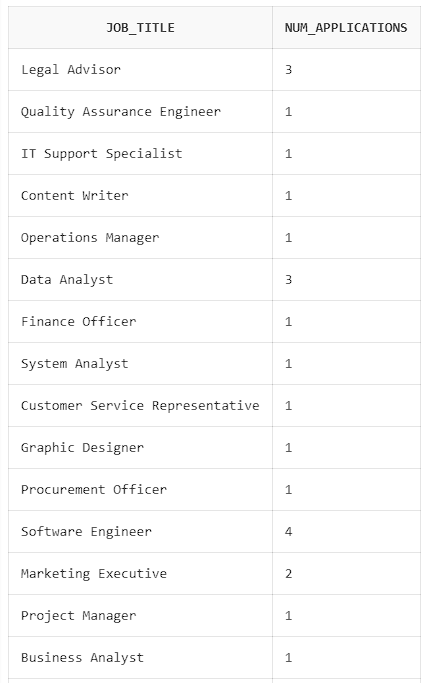 JOB_TITLE NUM_APPLICATIONS
Legal Advisor 3
Quality Assurance Engineer 1
IT Support Specialist 1
Content Writer 1
Operations Manager 1
Data Analyst 3
Finance Officer 1
System Analyst 1
Customer Service Representative 1
Graphic Designer 1
Procurement Officer 1
Software Engineer 4
Marketing Executive 2
Project Manager 1
Business Analyst 1